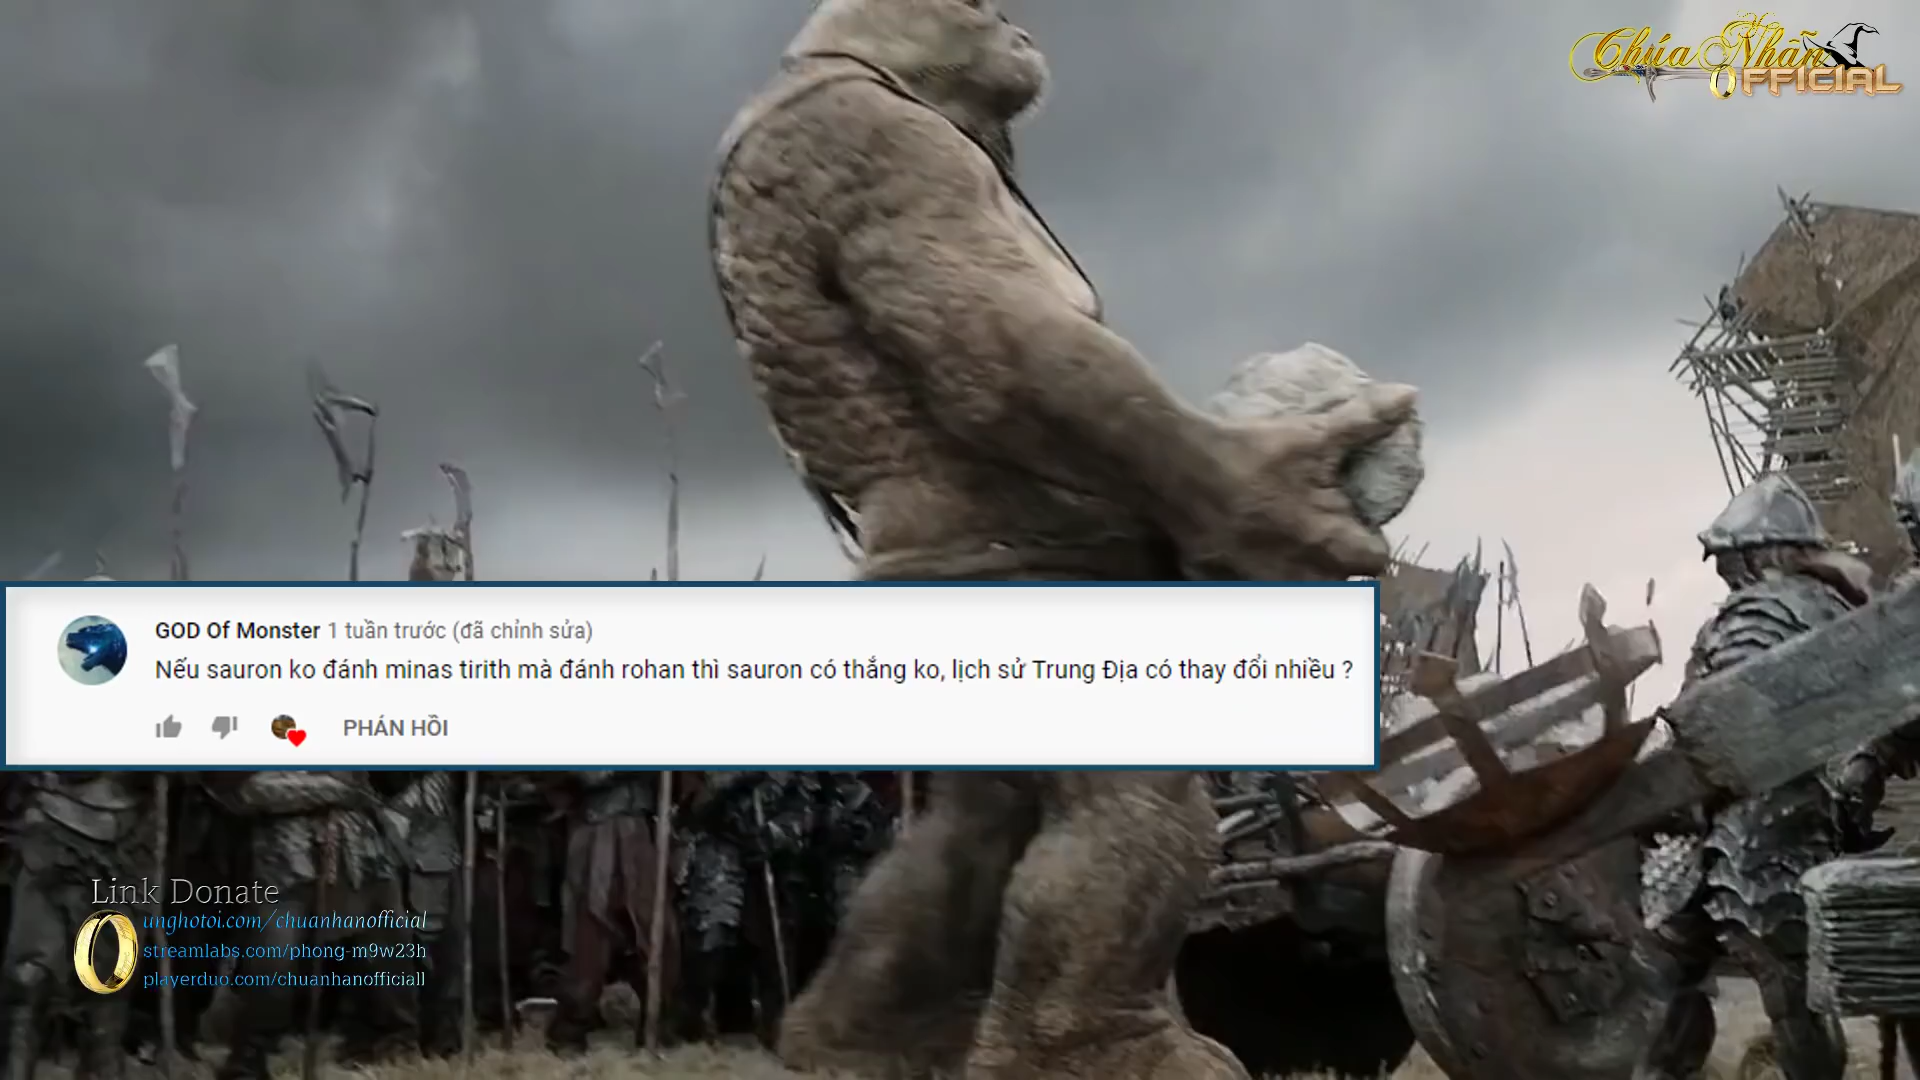 Chúa Nhẫn
OFFICIAL
GOD Of Monster 1 tuần trước (đã chỉnh sửa)
Nếu sauron ko đánh minas tirith mà đánh rohan thì sauron có thắng ko, lịch sử Trung Địa có thay đổi nhiều ?
PHẢN HỒI
Link Donate
unghotoi.com/chuanhanofficial
streamlabs.com/phong-m9w23h
playerduo.com/chuanhanofficiall